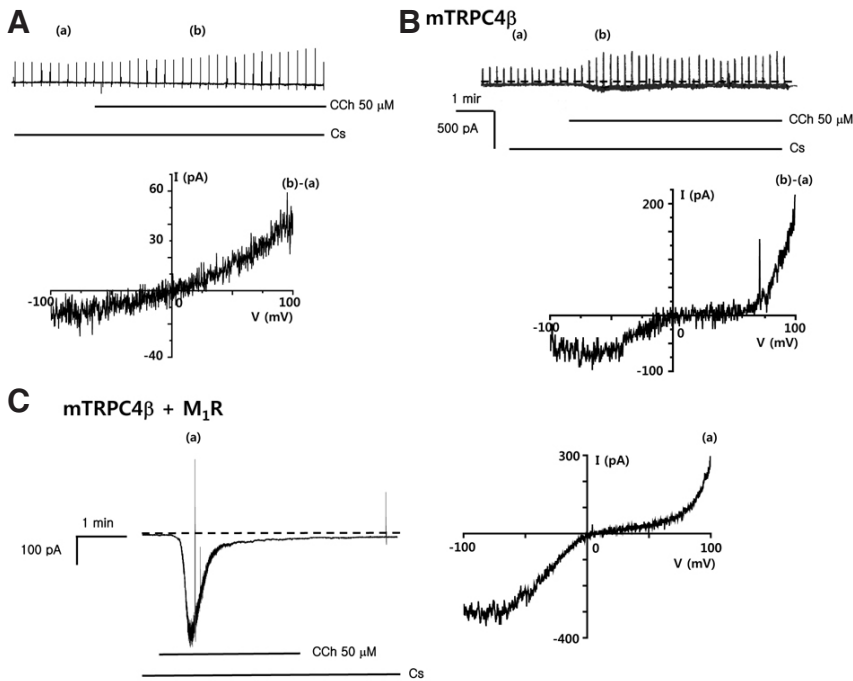 A
(a) (b)
CCh 50 μM
Cs
I (pA)
(b)-(a)
60
30
-100 0 100
V (mV)
-40
B mTRPC4β
(a) (b)
1 min
500 pA
CCh 50 μM
Cs
I (pA)
(b)-(a)
200
-100 0 100
V (mV)
-100
C
mTRPC4β + M₁R
(a)
1 min
100 pA
CCh 50 μM
Cs
(a)
300
I (pA)
-100 0 100
V (mV)
-400